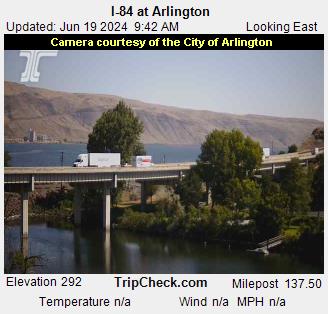 I-84 at Arlington
Updated: Jun 19 2024 9:42 AM Looking East
Camera courtesy of the City of Arlington
Elevation 292 TripCheck.com Milepost 137.50
Temperature n/a Wind n/a MPH n/a